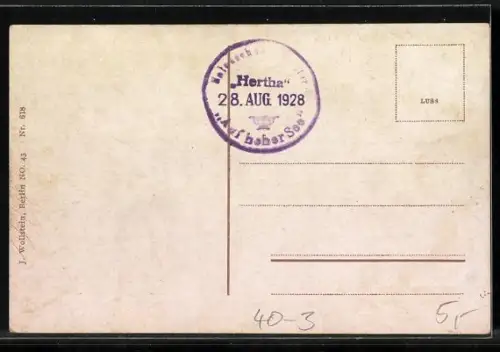 „Hertha“
28. AUG. 1928
„Auf hoher See“
LUSA
J. Wollstein, Berlin NO. 43 Nr. 618
40-3
5,-